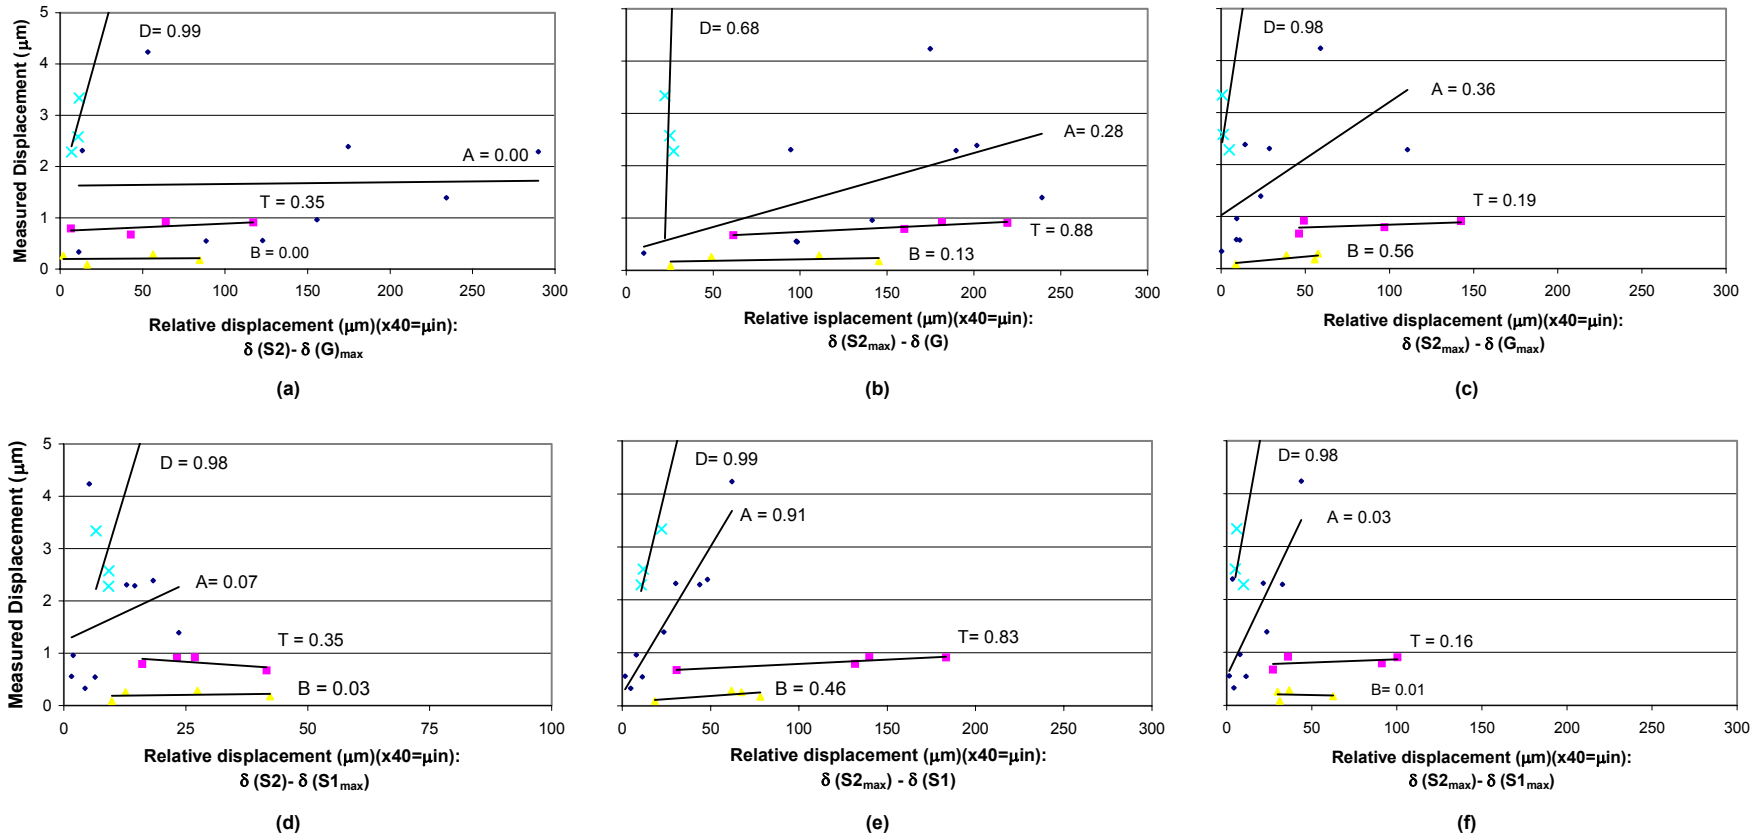 5
4
3
2
1
0
Measured Displacement (μm)
D= 0.99
A = 0.00
T = 0.35
B = 0.00
0 50 100 150 200 250 300
Relative displacement (μm)(x40=μin):
δ (S2)- δ (G)max
(a)
D= 0.68
A= 0.28
T = 0.88
B = 0.13
0 50 100 150 200 250 300
Relative isplacement (μm)(x40=μin):
δ (S2max) - δ (G)
(b)
D= 0.98
A = 0.36
T = 0.19
B = 0.56
0 50 100 150 200 250 300
Relative displacement (μm)(x40=μin):
δ (S2max) - δ (Gmax)
(c)
5
4
3
2
1
0
Measured Displacement (μm)
D = 0.98
A= 0.07
T = 0.35
B = 0.03
0 25 50 75 100
Relative displacement (μm)(x40=μin):
δ (S2)- δ (S1max)
(d)
D= 0.99
A = 0.91
T = 0.83
B = 0.46
0 50 100 150 200 250 300
Relative displacement (μm)(x40=μin):
δ (S2max) - δ (S1)
(e)
D= 0.98
A = 0.03
T = 0.16
B= 0.01
0 50 100 150 200 250 300
Relative displacement (μm)(x40=μin):
δ (S2max)- δ (S1max)
(f)